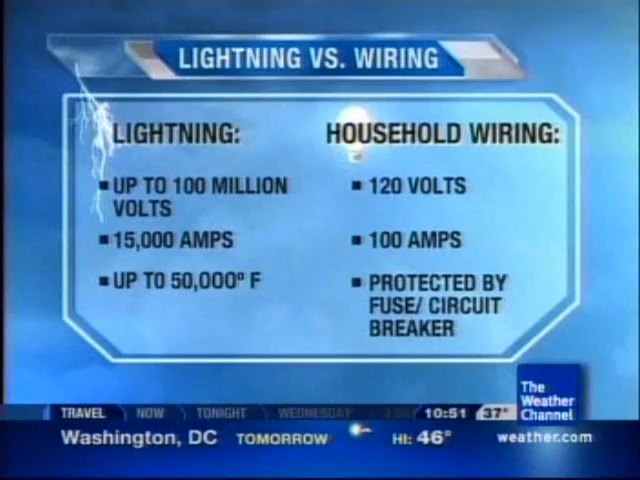 LIGHTNING VS. WIRING
LIGHTNING:
UP TO 100 MILLION
VOLTS
15,000 AMPS
UP TO 50,000º F
HOUSEHOLD WIRING:
120 VOLTS
100 AMPS
PROTECTED BY
FUSE/ CIRCUIT
BREAKER
The
Weather
Channel
TRAVEL NOW TONIGHT WEDNESDAY 10:51 37°
Washington, DC TOMORROW HI: 46° weather.com